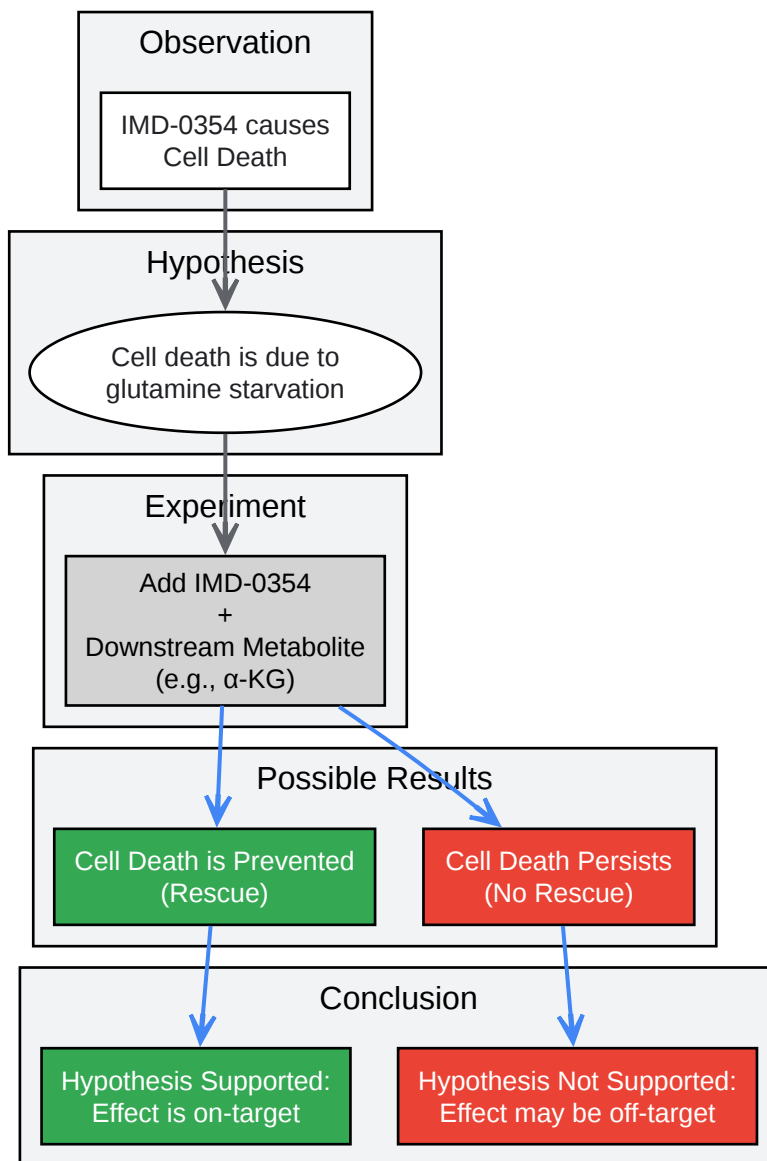 Observation
IMD-0354 causes
Cell Death
Hypothesis
Cell death is due to
glutamine starvation
Experiment
Add IMD-0354
+
Downstream Metabolite
(e.g., α-KG)
Possible Results
Cell Death is Prevented
(Rescue)
Cell Death Persists
(No Rescue)
Conclusion
Hypothesis Supported:
Effect is on-target
Hypothesis Not Supported:
Effect may be off-target